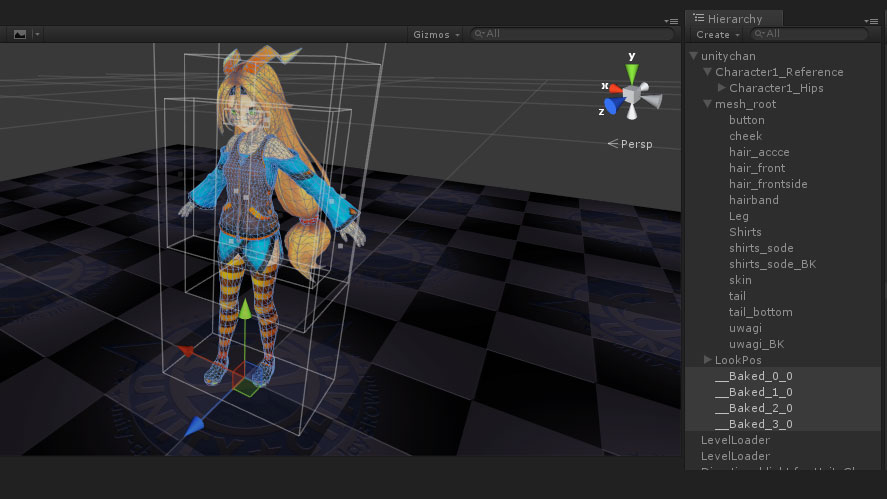 Gizmos
All
y
x
z
Persp
Hierarchy
Create
All
unitychan
Character1_Reference
Character1_Hips
mesh_root
button
cheek
hair_accce
hair_front
hair_frontside
hairband
Leg
Shirts
shirts_sode
shirts_sode_BK
skin
tail
tail_bottom
uwagi
uwagi_BK
LookPos
__Baked_0_0
__Baked_1_0
__Baked_2_0
__Baked_3_0
LevelLoader
LevelLoader